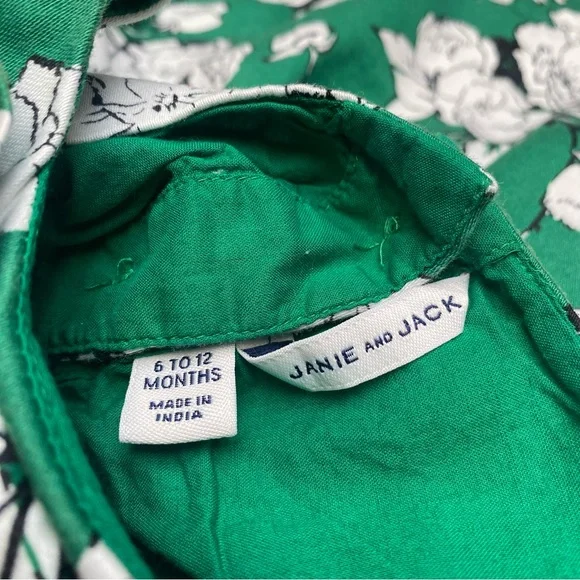 6 TO 12
MONTHS
MADE IN
INDIA
JANIE AND JACK